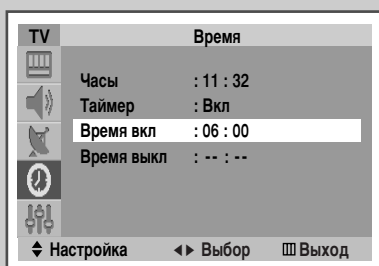 TV Время
Часы : 11 : 32
Таймер : Вкл
Время вкл : 06 : 00
Время выкл : -- : --
Настройка Выбор Выход